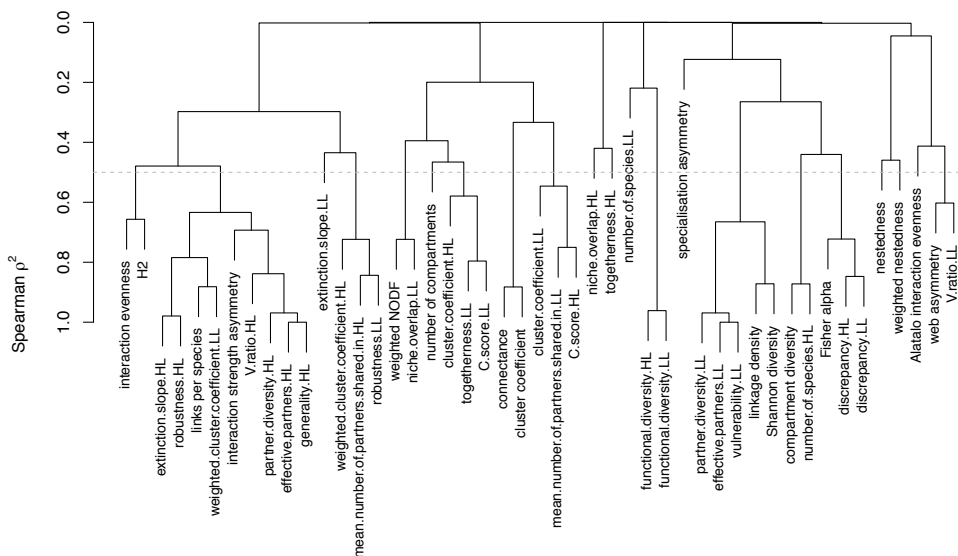 Spearman ρ2
0.0
0.2
0.4
0.6
0.8
1.0
interaction evenness
H2
extinction.slope.HL
robustness.HL
links per species
weighted.cluster.coefficient.LL
interaction strength asymmetry
V.ratio.HL
partner.diversity.HL
effective.partners.HL
generality.HL
extinction.slope.LL
weighted.cluster.coefficient.HL
mean.number.of.partners.shared.in.HL
robustness.LL
weighted NODF
niche.overlap.LL
number of compartments
cluster.coefficient.HL
togetherness.LL
C.score.LL
connectance
cluster coefficient
cluster.coefficient.LL
mean.number.of.partners.shared.in.LL
C.score.HL
niche.overlap.HL
togetherness.HL
number.of.species.LL
functional.diversity.HL
functional.diversity.LL
specialisation asymmetry
partner.diversity.LL
effective.partners.LL
vulnerability.LL
linkage density
Shannon diversity
compartment diversity
number.of.species.HL
Fisher alpha
discrepancy.HL
discrepancy.LL
nestedness
weighted nestedness
Alatalo interaction evenness
web asymmetry
V.ratio.LL